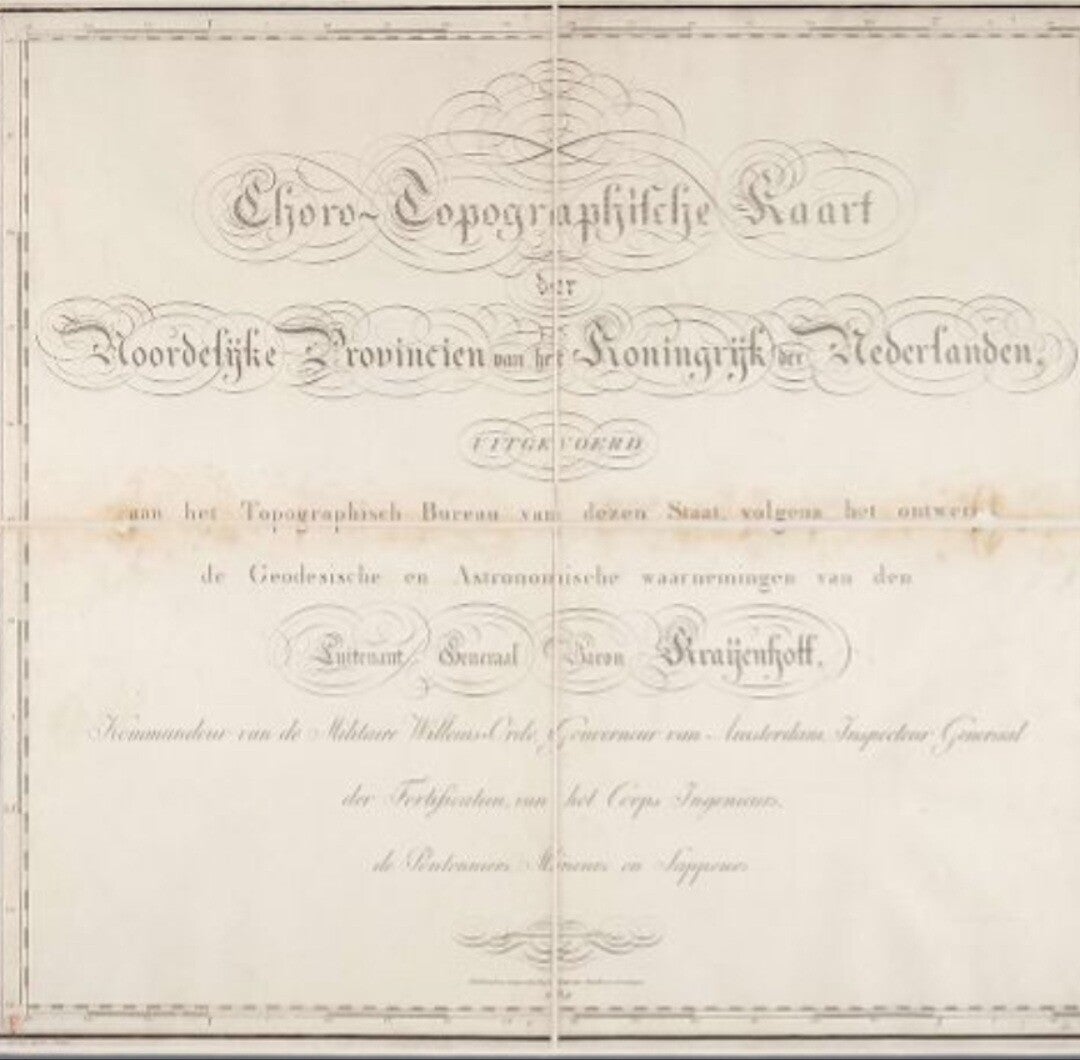 Choro-Topographische Kaart
der
Noordelijke Provincien van het Koningrijk der Nederlanden,
UITGEVOERD
aan het Topographisch Bureau van dezen Staat, volgens het ontwerp
de Geodesische en Astronomische waarnemingen van den
Luitenant Generaal Baron Kraijenhoff,
Kommandeur van de Militaire Willems-Orde, Gouverneur van Amsterdam, Inspecteur Generaal
der Fortificatien, van het Corps Ingenieurs,
de Pontonniers Mineurs en Sappeurs